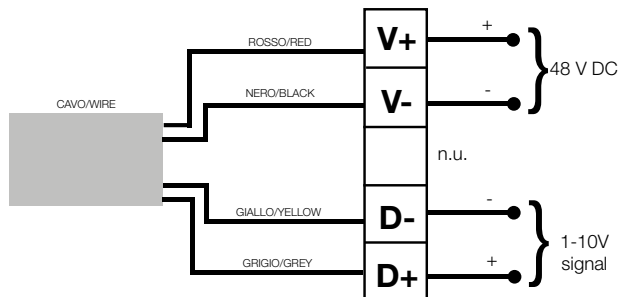 ROSSO/RED
V+
+
48 V DC
NERO/BLACK
V-
-
CAVO/WIRE
n.u.
GIALLO/YELLOW
D-
-
1-10V
signal
GRIGIO/GREY
D+
+